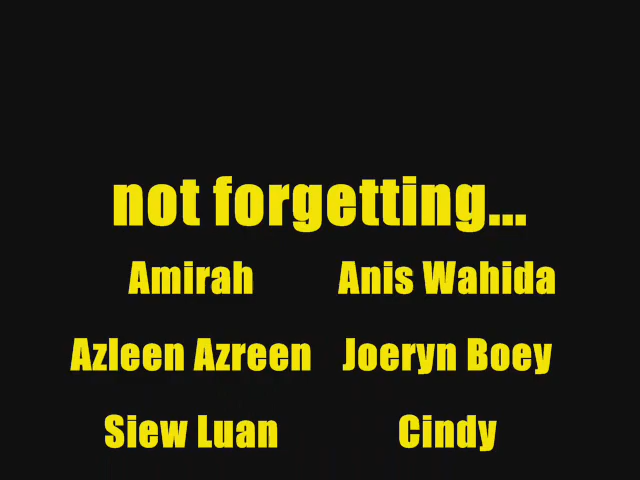 not forgetting...
Amirah Anis Wahida
Azleen Azreen Joeryn Boey
Siew Luan Cindy